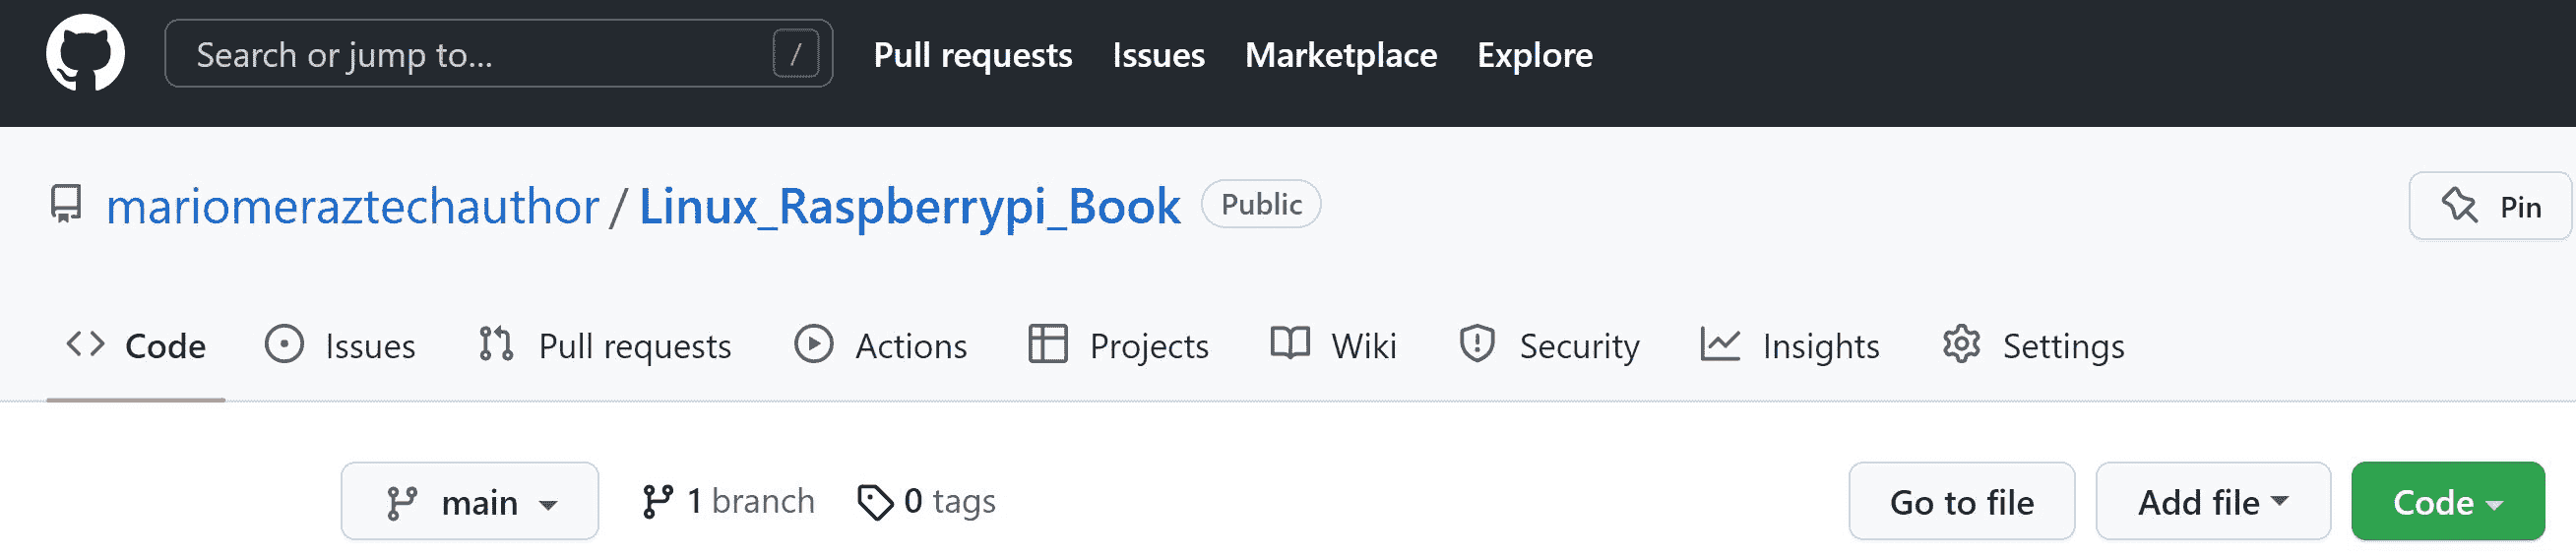 Search or jump to... / Pull requests Issues Marketplace Explore
mariomeraztechauthor / Linux_Raspberrypi_Book Public Pin
Code Issues Pull requests Actions Projects Wiki Security Insights Settings
main 1 branch 0 tags Go to file Add file Code